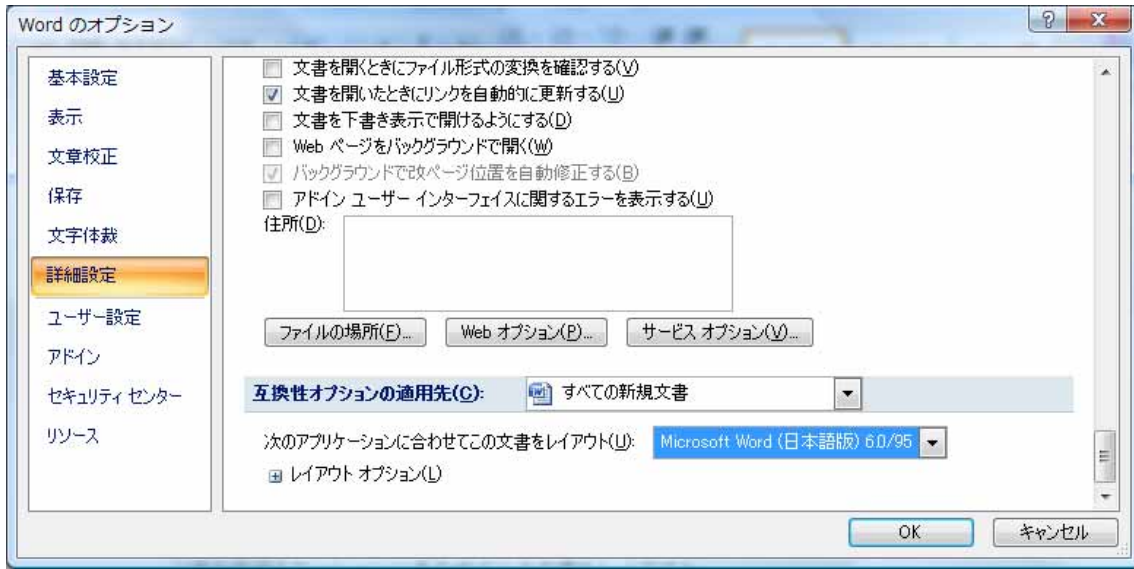 Word のオプション
基本設定
表示
文章校正
保存
文字体裁
詳細設定
ユーザー設定
アドイン
セキュリティ センター
リソース
文書を開くときにファイル形式の変換を確認する(V)
文書を開いたときにリンクを自動的に更新する(U)
文書を下書き表示で開けるようにする(D)
Web ページをバックグラウンドで開く(W)
バックグラウンドで改ページ位置を自動修正する(B)
アドイン ユーザー インターフェイスに関するエラーを表示する(U)
住所(D):
ファイルの場所(F)... Web オプション(P)... サービス オプション(V)...
互換性オプションの適用先(C): すべての新規文書
次のアプリケーションに合わせてこの文書をレイアウト(U): Microsoft Word (日本語版) 6.0/95
レイアウト オプション(L)
OK キャンセル